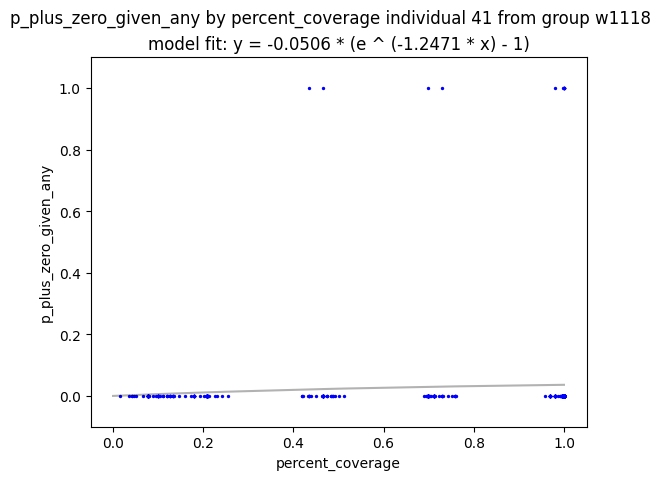 p_plus_zero_given_any by percent_coverage individual 41 from group w1118
model fit: y = -0.0506 * (e ^ (-1.2471 * x) - 1)
1.0
0.8
0.6
0.4
0.2
0.0
p_plus_zero_given_any
0.0 0.2 0.4 0.6 0.8 1.0
percent_coverage